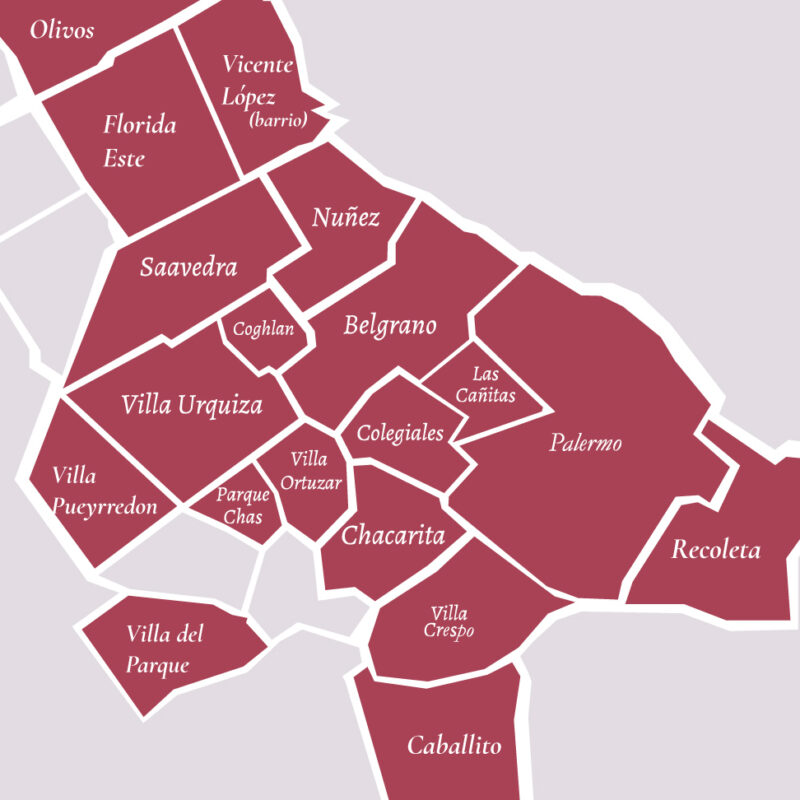 Olivos
Vicente
López
(barrio)
Florida
Este
Nuñez
Saavedra
Coghlan
Belgrano
Las
Cañitas
Villa Urquiza
Colegiales
Palermo
Villa
Pueyrredon
Villa
Ortuzar
Parque
Chas
Chacarita
Recoleta
Villa
Crespo
Villa del
Parque
Caballito